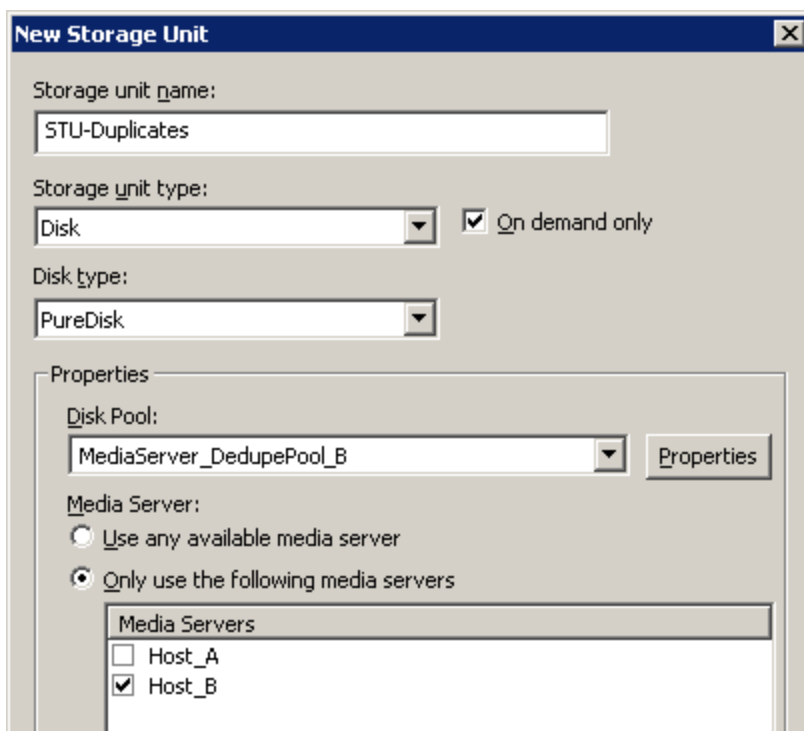 New Storage Unit
Storage unit name:
STU-Duplicates
Storage unit type:
Disk
On demand only
Disk type:
PureDisk
Properties
Disk Pool:
MediaServer_DedupePool_B
Properties
Media Server:
Use any available media server
Only use the following media servers
Media Servers
Host_A
Host_B